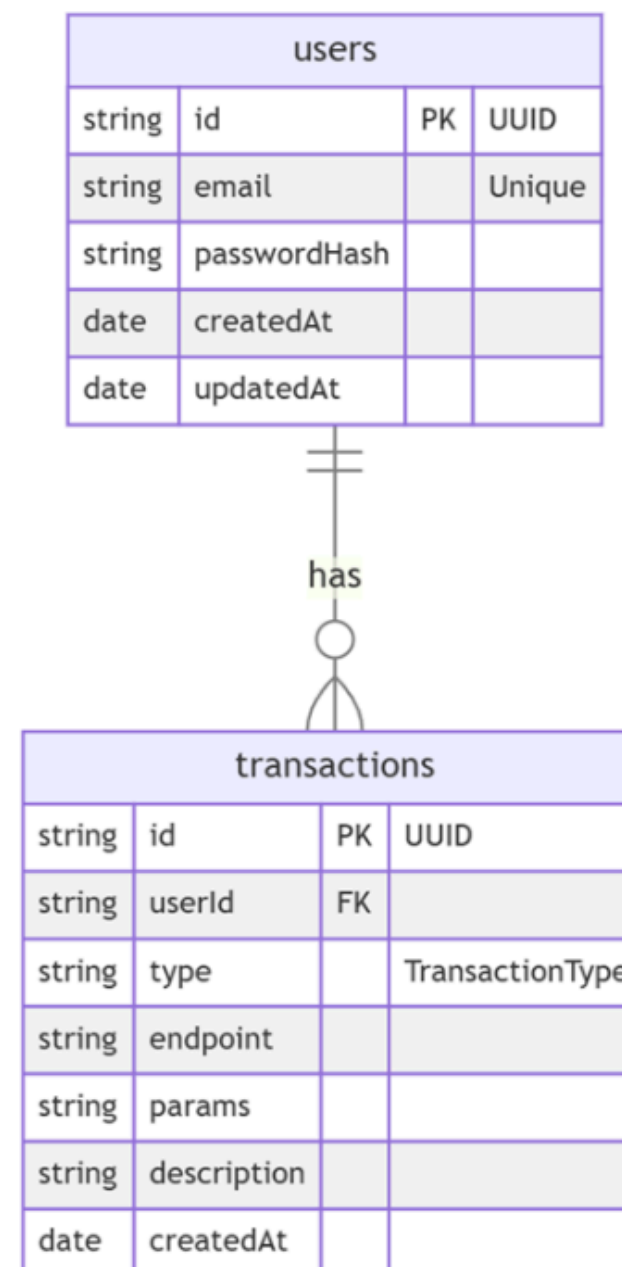 users
string id PK UUID
string email Unique
string passwordHash
date createdAt
date updatedAt
has
transactions
string id PK UUID
string userId FK
string type TransactionType
string endpoint
string params
string description
date createdAt